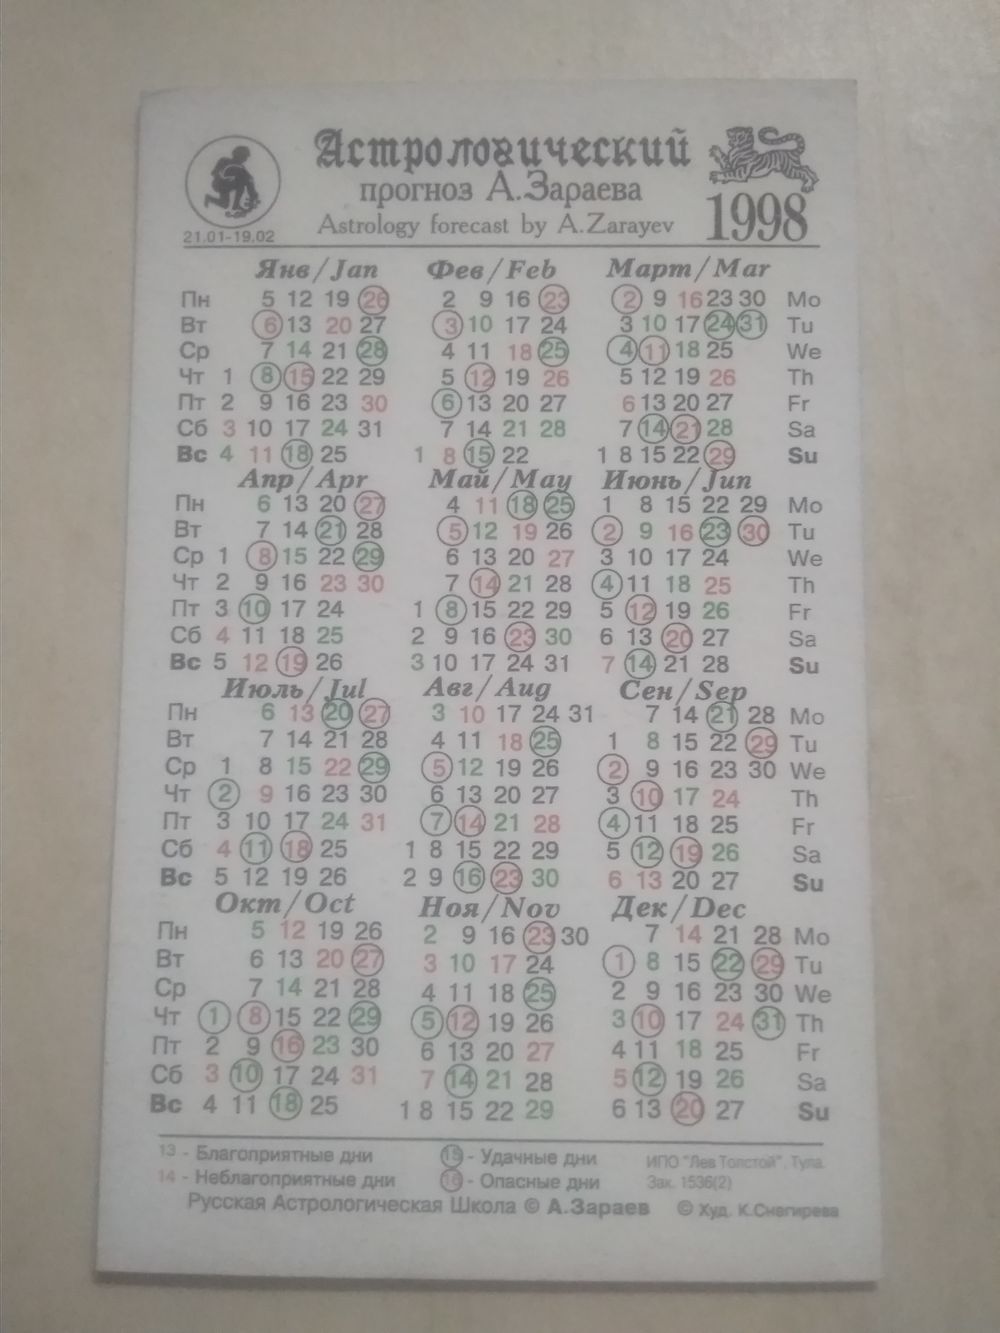 Астрологический
прогноз А.Зараева
Astrology forecast by A.Zarayev
1998
21.01-19.02
Янв/Jan Фев/Feb Март/Mar
Пн 5 12 19 26 2 9 16 23 2 9 16 23 30 Mo
Вт 6 13 20 27 3 10 17 24 3 10 17 24 31 Tu
Ср 7 14 21 28 4 11 18 25 4 11 18 25 We
Чт 1 8 15 22 29 5 12 19 26 5 12 19 26 Th
Пт 2 9 16 23 30 6 13 20 27 6 13 20 27 Fr
Сб 3 10 17 24 31 7 14 21 28 7 14 21 28 Sa
Вс 4 11 18 25 1 8 15 22 1 8 15 22 29 Su
Апр/Apr Май/May Июнь/Jun
Пн 6 13 20 27 4 11 18 25 1 8 15 22 29 Mo
Вт 7 14 21 28 5 12 19 26 2 9 16 23 30 Tu
Ср 1 8 15 22 29 6 13 20 27 3 10 17 24 We
Чт 2 9 16 23 30 7 14 21 28 4 11 18 25 Th
Пт 3 10 17 24 1 8 15 22 29 5 12 19 26 Fr
Сб 4 11 18 25 2 9 16 23 30 6 13 20 27 Sa
Вс 5 12 19 26 3 10 17 24 31 7 14 21 28 Su
Июль/Jul Авг/Aug Сен/Sep
Пн 6 13 20 27 3 10 17 24 31 7 14 21 28 Mo
Вт 7 14 21 28 4 11 18 25 1 8 15 22 29 Tu
Ср 1 8 15 22 29 5 12 19 26 2 9 16 23 30 We
Чт 2 9 16 23 30 6 13 20 27 3 10 17 24 Th
Пт 3 10 17 24 31 7 14 21 28 4 11 18 25 Fr
Сб 4 11 18 25 1 8 15 22 29 5 12 19 26 Sa
Вс 5 12 19 26 2 9 16 23 30 6 13 20 27 Su
Окт/Oct Ноя/Nov Дек/Dec
Пн 5 12 19 26 2 9 16 23 30 7 14 21 28 Mo
Вт 6 13 20 27 3 10 17 24 1 8 15 22 29 Tu
Ср 7 14 21 28 4 11 18 25 2 9 16 23 30 We
Чт 1 8 15 22 29 5 12 19 26 3 10 17 24 31 Th
Пт 2 9 16 23 30 6 13 20 27 4 11 18 25 Fr
Сб 3 10 17 24 31 7 14 21 28 5 12 19 26 Sa
Вс 4 11 18 25 1 8 15 22 29 6 13 20 27 Su
13 - Благоприятные дни 15 - Удачные дни ИПО "Лев Толстой", Тула.
14 - Неблагоприятные дни 16 - Опасные дни Зак. 1536(2)
Русская Астрологическая Школа © А.Зараев © Худ. К.Снегирева